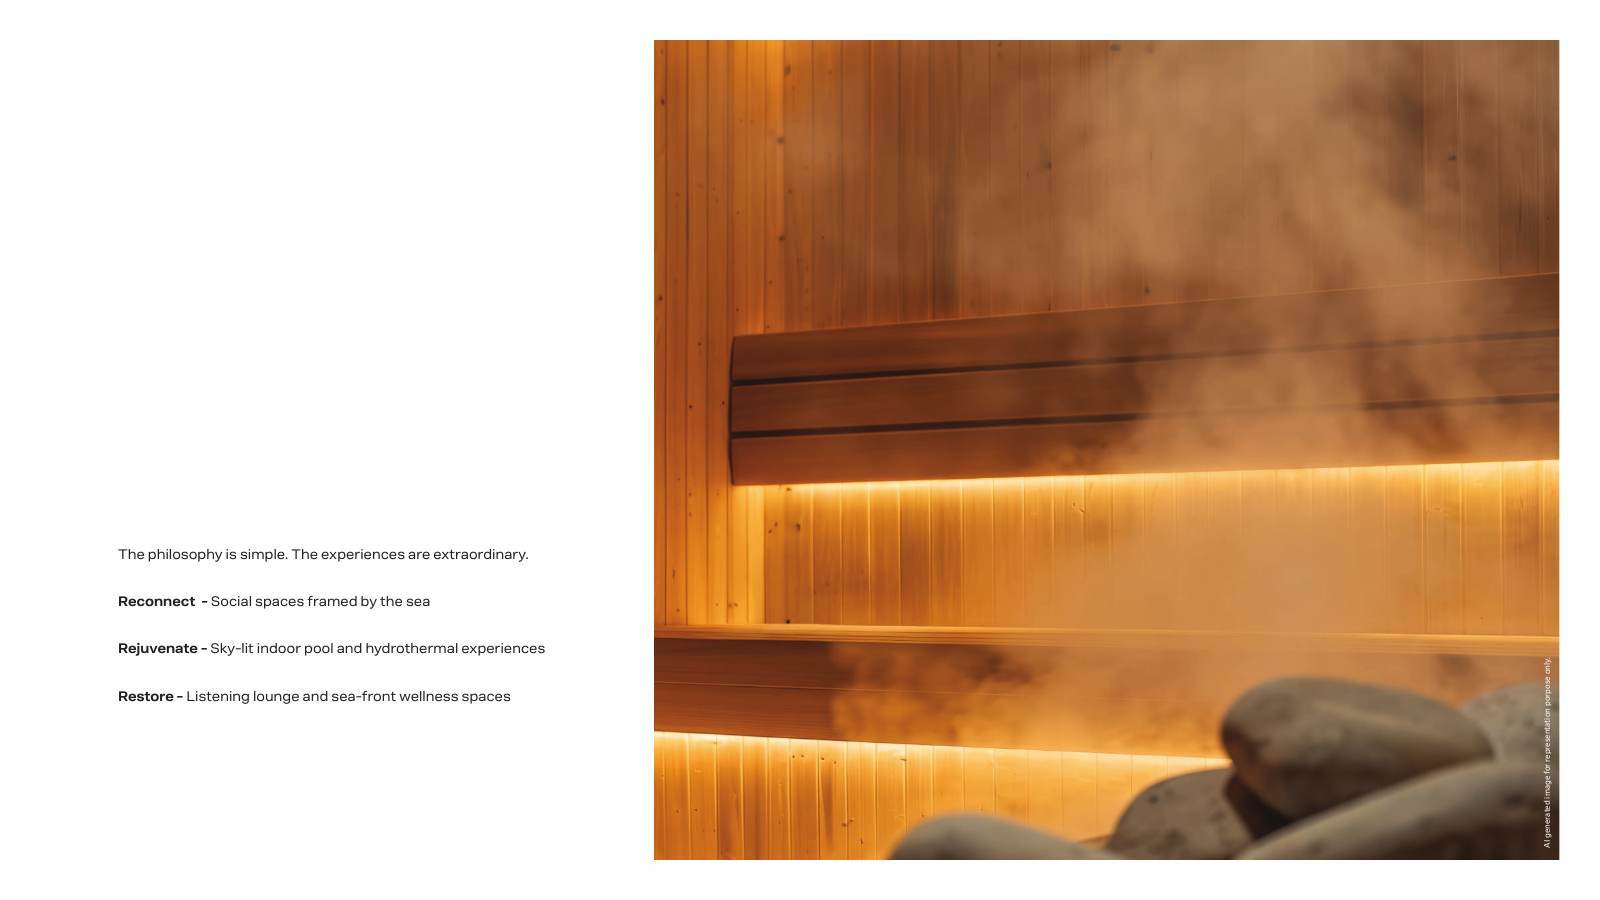 The philosophy is simple. The experiences are extraordinary.
Reconnect - Social spaces framed by the sea
Rejuvenate - Sky-lit indoor pool and hydrothermal experiences
Restore - Listening lounge and sea-front wellness spaces
AI generated image for representation porpose only.